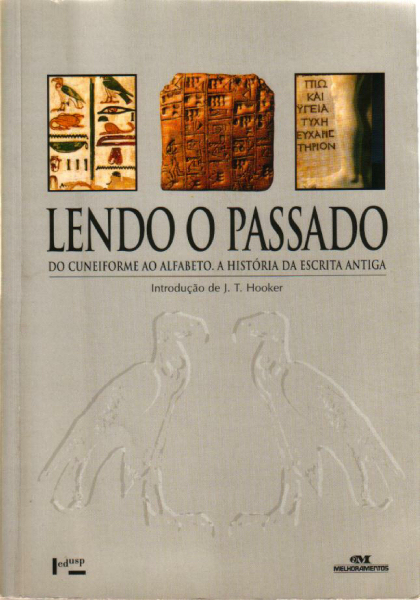 ΠΙΩ
ΚΑΙ
ΥΓΕΙΑ
ΤΥΧΗ
ΕΥΧΑΝΣ
ΤΗΡΙΟΝ
LENDO O PASSADO
DO CUNEIFORME AO ALFABETO. A HISTÓRIA DA ESCRITA ANTIGA
Introdução de J. T. Hooker
edusp
MELHORAMENTOS